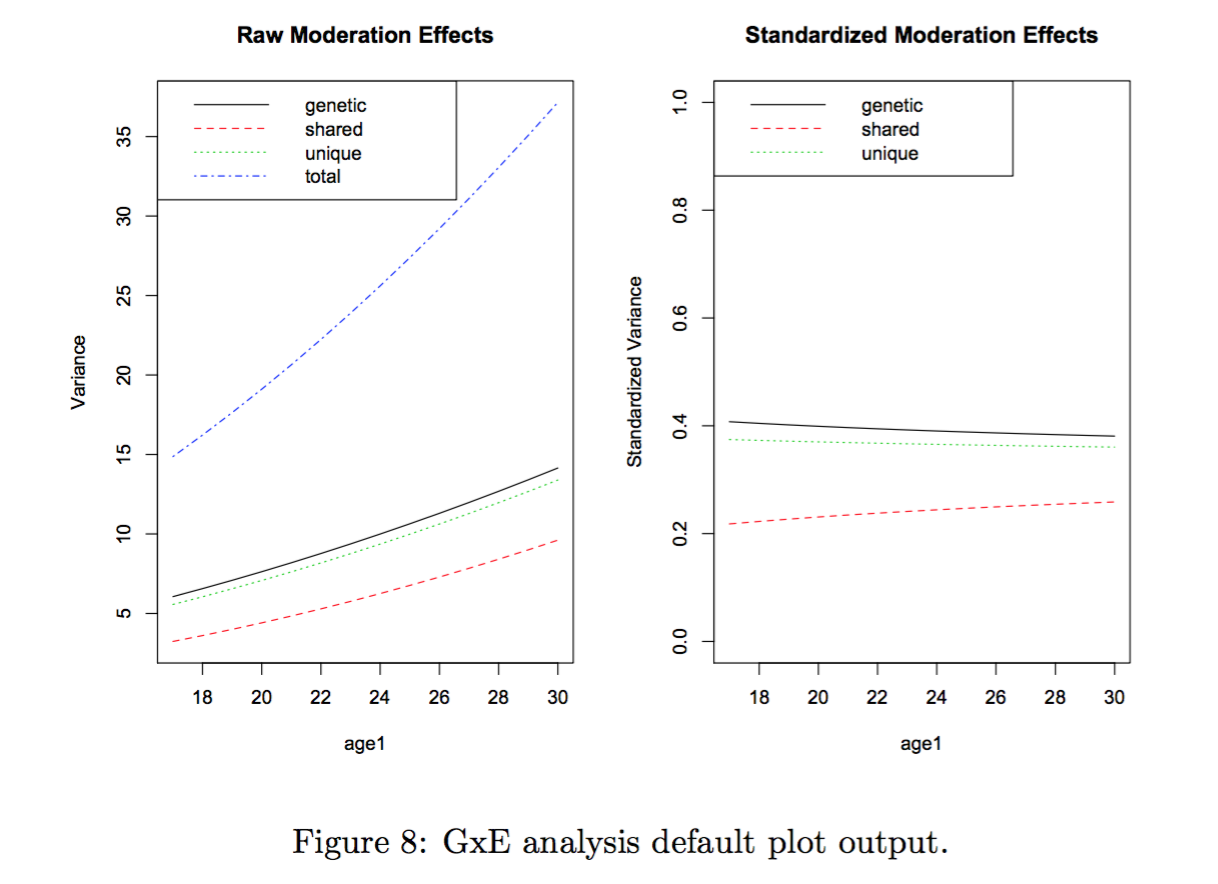 Raw Moderation Effects
genetic
shared
unique
total
Variance
35
30
25
20
15
10
5
18 20 22 24 26 28 30
age1
Standardized Moderation Effects
genetic
shared
unique
Standardized Variance
1.0
0.8
0.6
0.4
0.2
0.0
18 20 22 24 26 28 30
age1
Figure 8: GxE analysis default plot output.